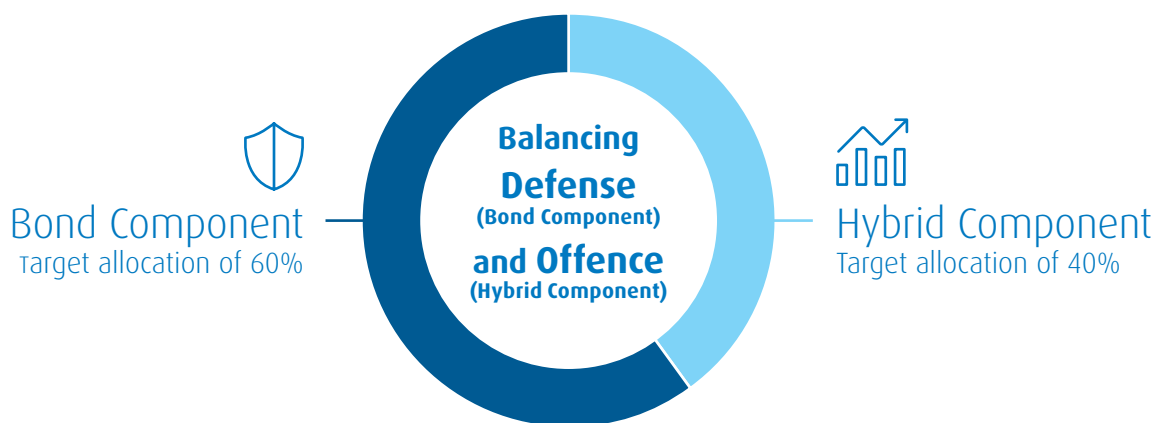 Balancing
Defense
(Bond Component)
and Offence
(Hybrid Component)
Bond Component
Target allocation of 60%
Hybrid Component
Target allocation of 40%